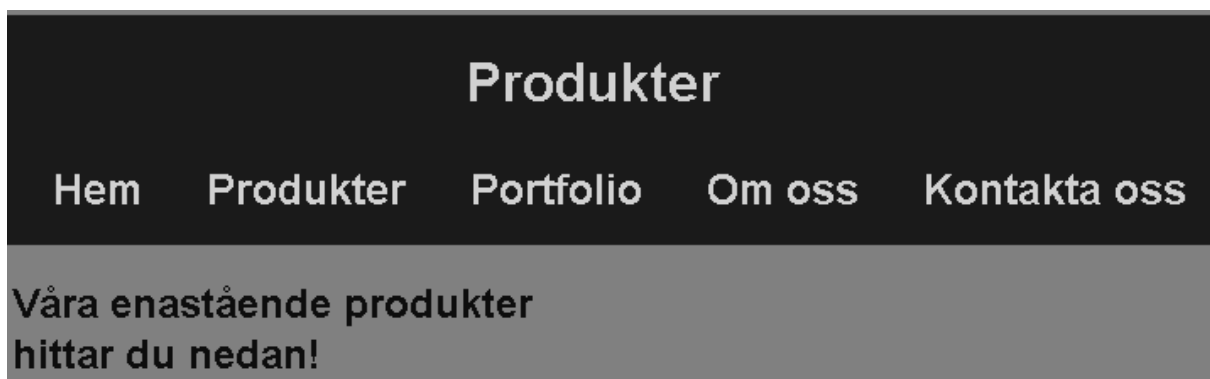 Produkter
Hem Produkter Portfolio Om oss Kontakta oss
Våra enastående produkter
hittar du nedan!